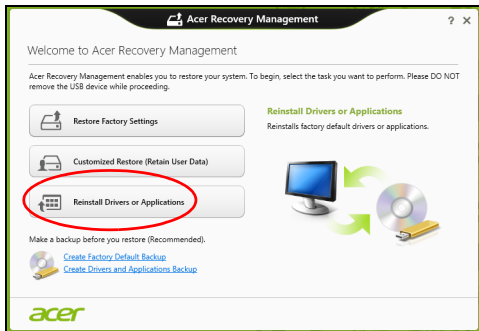 Acer Recovery Management
? ×
Welcome to Acer Recovery Management
Acer Recovery Management enables you to restore your system. To begin, select the task you want to perform. Please DO NOT
remove the USB device while proceeding.
Restore Factory Settings
Customized Restore (Retain User Data)
Reinstall Drivers or Applications
Reinstall Drivers or Applications
Reinstalls factory default drivers or applications.
Make a backup before you restore (Recommended).
Create Factory Default Backup
Create Drivers and Applications Backup
acer